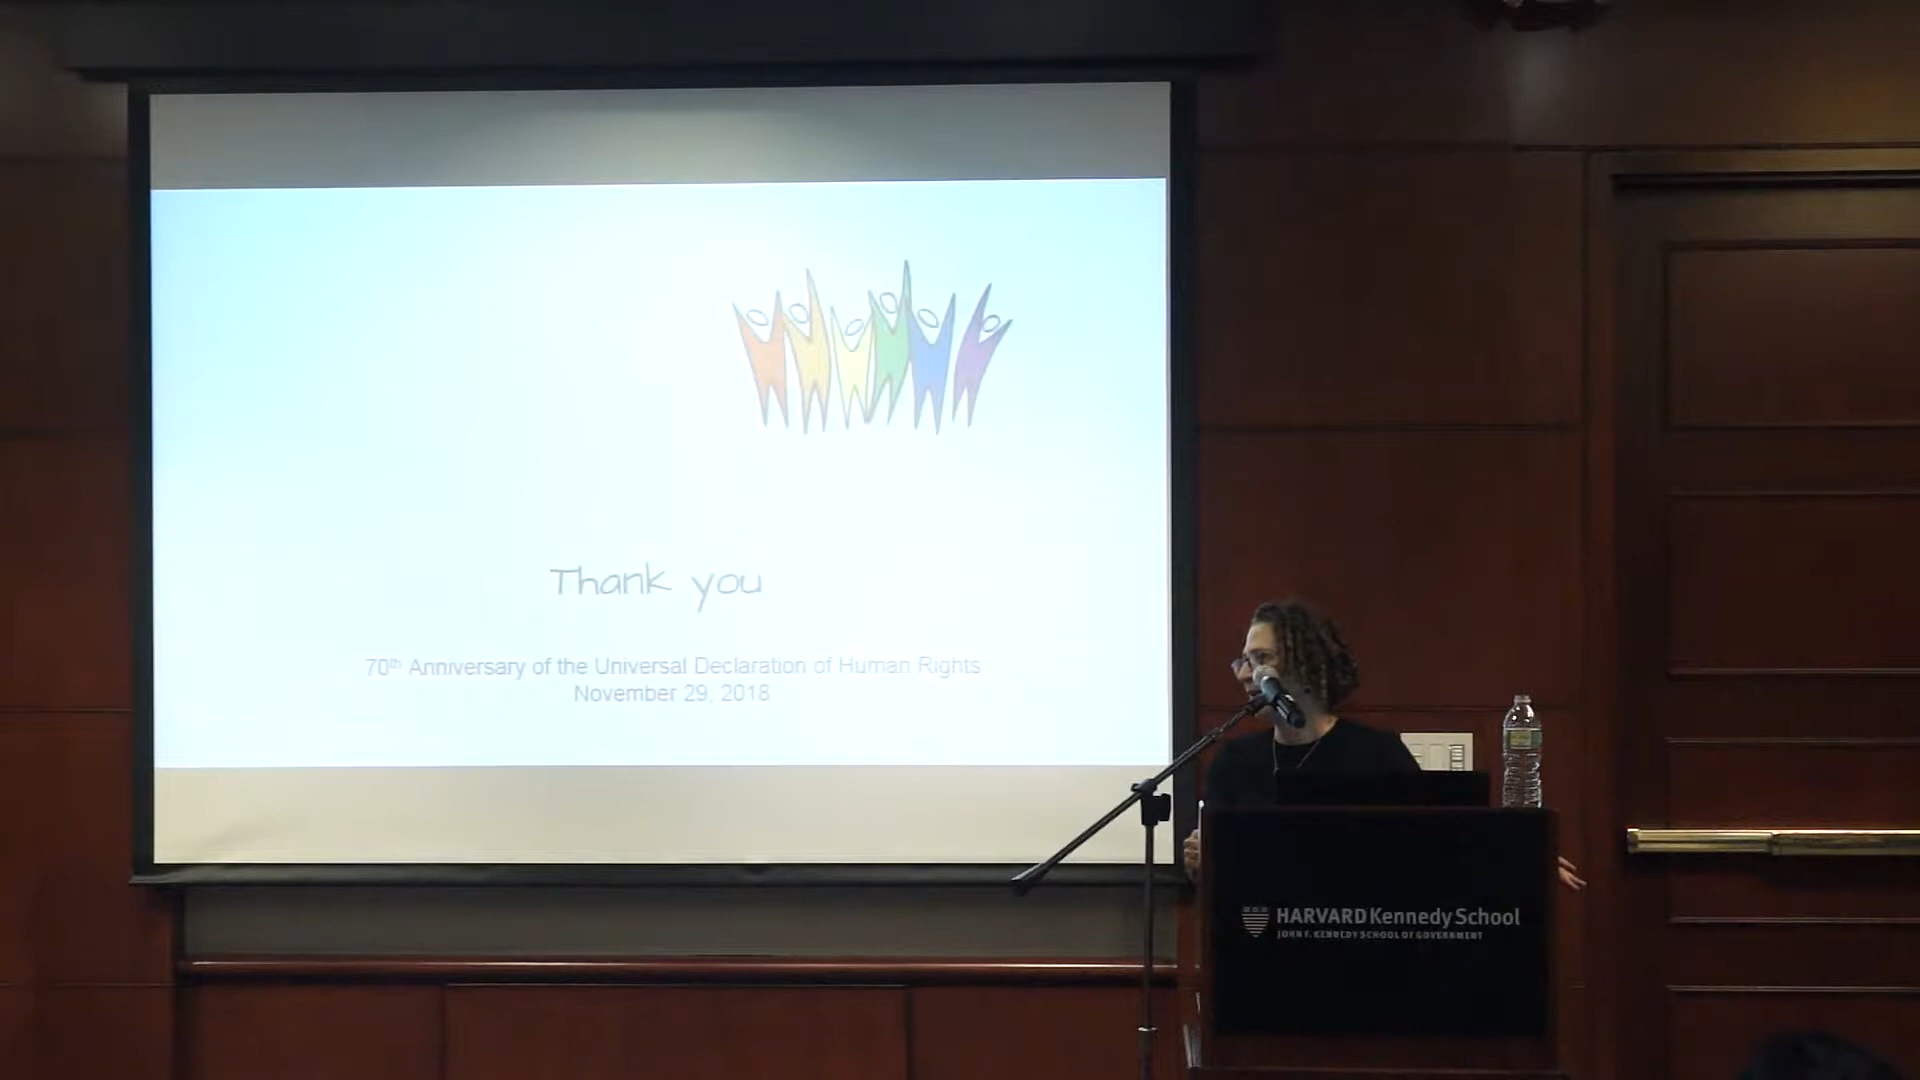 Thank you
70th Anniversary of the Universal Declaration of Human Rights
November 29, 2018
HARVARD Kennedy School
JOHN F. KENNEDY SCHOOL OF GOVERNMENT